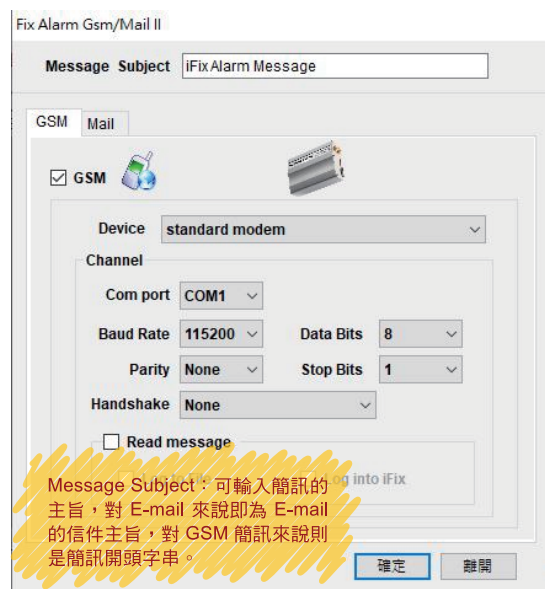 Fix Alarm Gsm/Mail II
Message Subject iFixAlarm Message
GSM Mail
GSM
Device standard modem
Channel
Com port COM1
Baud Rate 115200 Data Bits 8
Parity None Stop Bits 1
Handshake None
Read message
Log into iFix
Message Subject：可輸入簡訊的
主旨，對 E-mail 來說即為 E-mail
的信件主旨，對 GSM 簡訊來說則
是簡訊開頭字串。
確定 離開